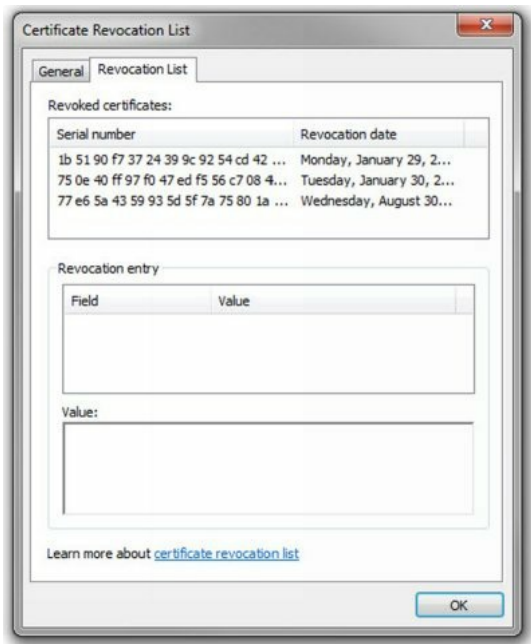 Certificate Revocation List
General Revocation List
Revoked certificates:
Serial number Revocation date
1b 51 90 f7 37 24 39 9c 92 54 cd 42 ... Monday, January 29, 2...
75 0e 40 ff 97 f0 47 ed f5 56 c7 08 4... Tuesday, January 30, 2...
77 e6 5a 43 59 93 5d 5f 7a 75 80 1a ... Wednesday, August 30...
Revocation entry
Field Value
Value:
Learn more about certificate revocation list
OK